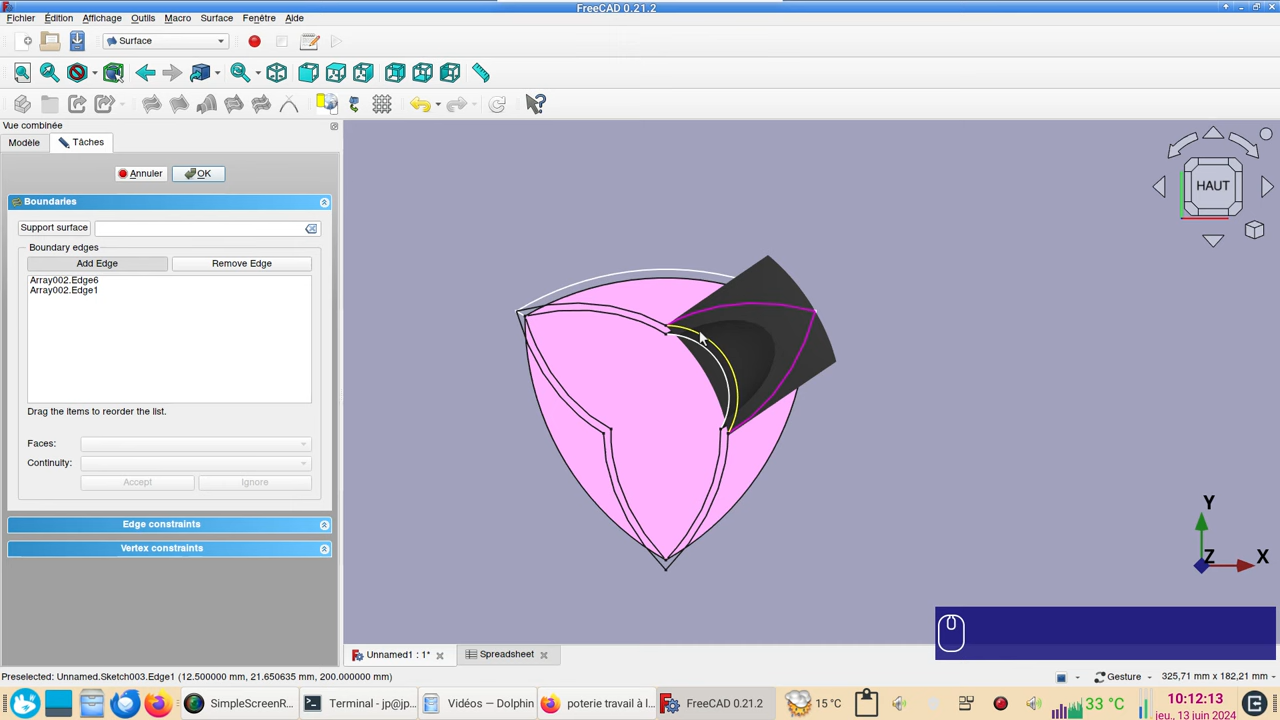 FreeCAD 0.21.2
Fichier Édition Affichage Outils Macro Surface Fenêtre Aide
Surface
Vue combinée
Modèle Tâches
Annuler OK
Boundaries
Support surface
Boundary edges
Add Edge Remove Edge
Array002.Edge6
Array002.Edge1
Drag the items to reorder the list.
Faces:
Continuity:
Accept Ignore
Edge constraints
Vertex constraints
HAUT
Y
Z X
Unnamed1 : 1* Spreadsheet
Preselected: Unnamed.Sketch003.Edge1 (12.500000 mm, 21.650635 mm, 200.000000 mm) Gesture 325,71 mm x 182,21 mm
SimpleScreenR... Terminal - jp@jp... Vidéos — Dolphin poterie travail à l... FreeCAD 0.21.2... 15 °C 33 °C
10:12:13
jeu., 13 juin 2024